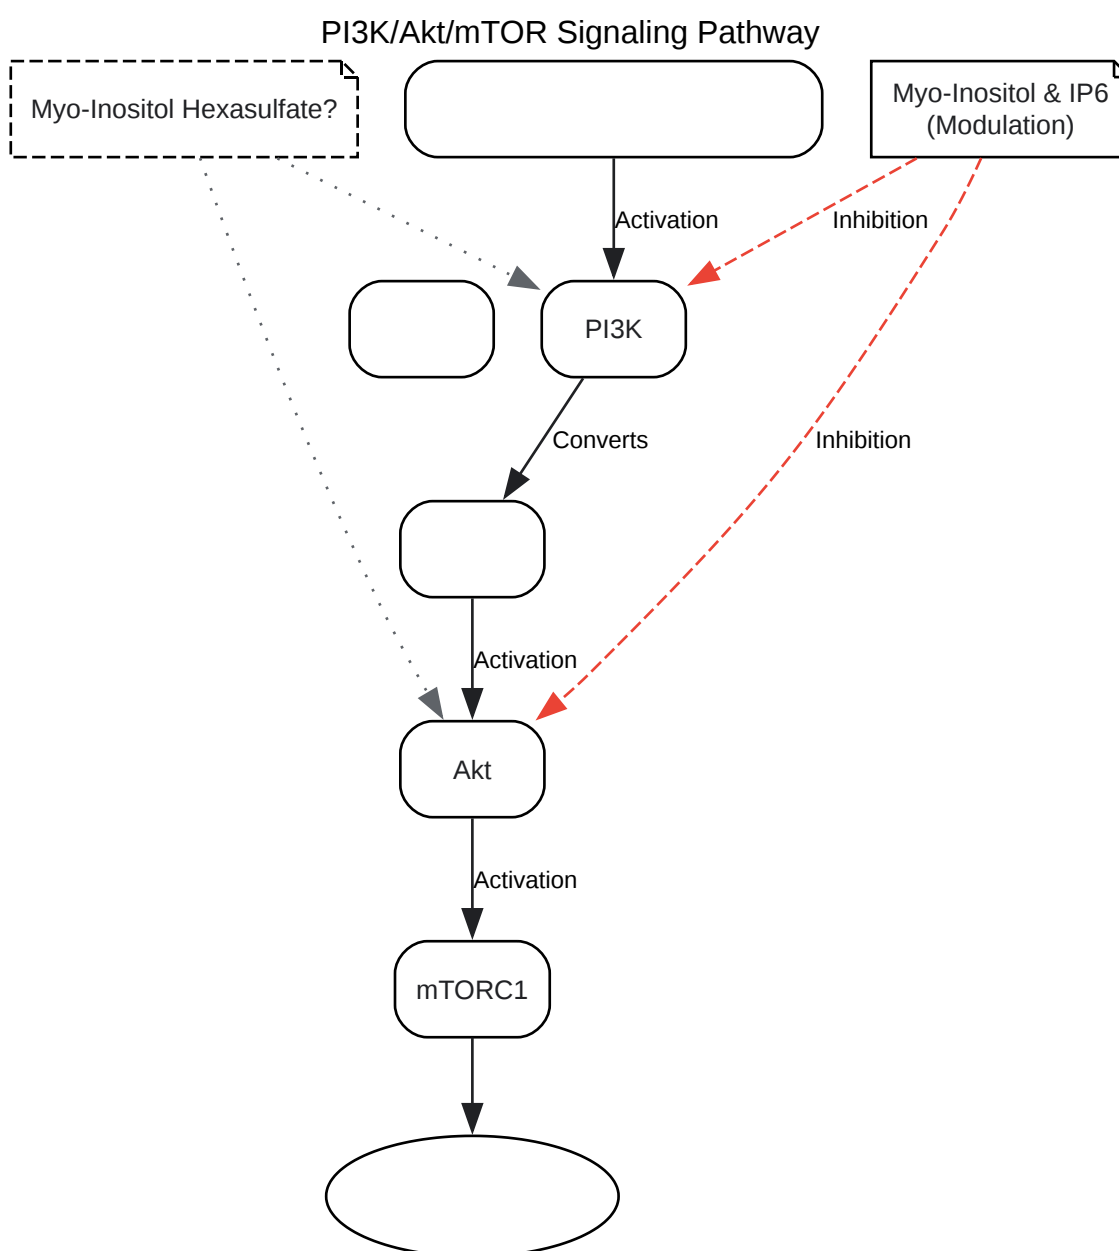 PI3K/Akt/mTOR Signaling Pathway
Myo-Inositol Hexasulfate?
Myo-Inositol & IP6
(Modulation)
Activation
Inhibition
PI3K
Converts
Inhibition
Activation
Akt
Activation
mTORC1